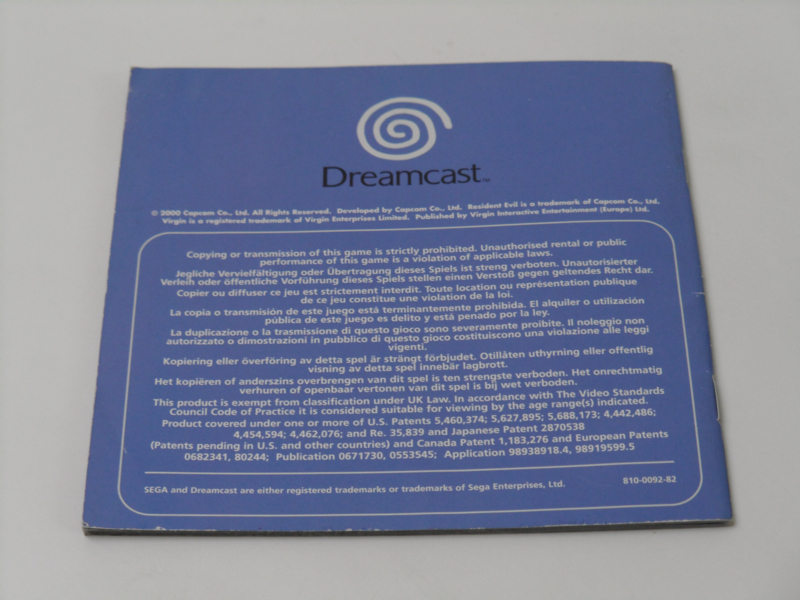 Dreamcast™
© 2000 Capcom Co., Ltd. All Rights Reserved. Developed by Capcom Co., Ltd. Resident Evil is a trademark of Capcom Co., Ltd.
Virgin is a registered trademark of Virgin Enterprises Limited. Published by Virgin Interactive Entertainment (Europe) Ltd.
Copying or transmission of this game is strictly prohibited. Unauthorised rental or public
performance of this game is a violation of applicable laws.
Jegliche Vervielfältigung oder Übertragung dieses Spiels ist streng verboten. Unautorisierter
Verleih oder öffentliche Vorführung dieses Spiels stellen einen Verstoß gegen geltendes Recht dar.
Copier ou diffuser ce jeu est strictement interdit. Toute location ou représentation publique
de ce jeu constitue une violation de la loi.
La copia o transmisión de este juego está terminantemente prohibida. El alquiler o utilización
pública de este juego es delito y está penado por la ley.
La duplicazione o la trasmissione di questo gioco sono severamente proibite. Il noleggio non
autorizzato o dimostrazioni in pubblico di questo gioco costituiscono una violazione alle leggi
vigenti.
Kopiering eller överföring av detta spel är strängt förbjudet. Otillåten uthyrning eller offentlig
visning av detta spel innebär lagbrott.
Het kopiëren of anderszins overbrengen van dit spel is ten strengste verboden. Het onrechtmatig
verhuren of openbaar vertonen van dit spel is bij wet verboden.
This product is exempt from classification under UK Law. In accordance with The Video Standards
Council Code of Practice it is considered suitable for viewing by the age range(s) indicated.
Product covered under one or more of U.S. Patents 5,460,374; 5,627,895; 5,688,173; 4,442,486;
4,454,594; 4,462,076; and Re. 35,839 and Japanese Patent 2870538
(Patents pending in U.S. and other countries) and Canada Patent 1,183,276 and European Patents
0682341, 80244; Publication 0671730, 0553545; Application 98938918.4, 98919599.5
SEGA and Dreamcast are either registered trademarks or trademarks of Sega Enterprises, Ltd.
810-0092-82